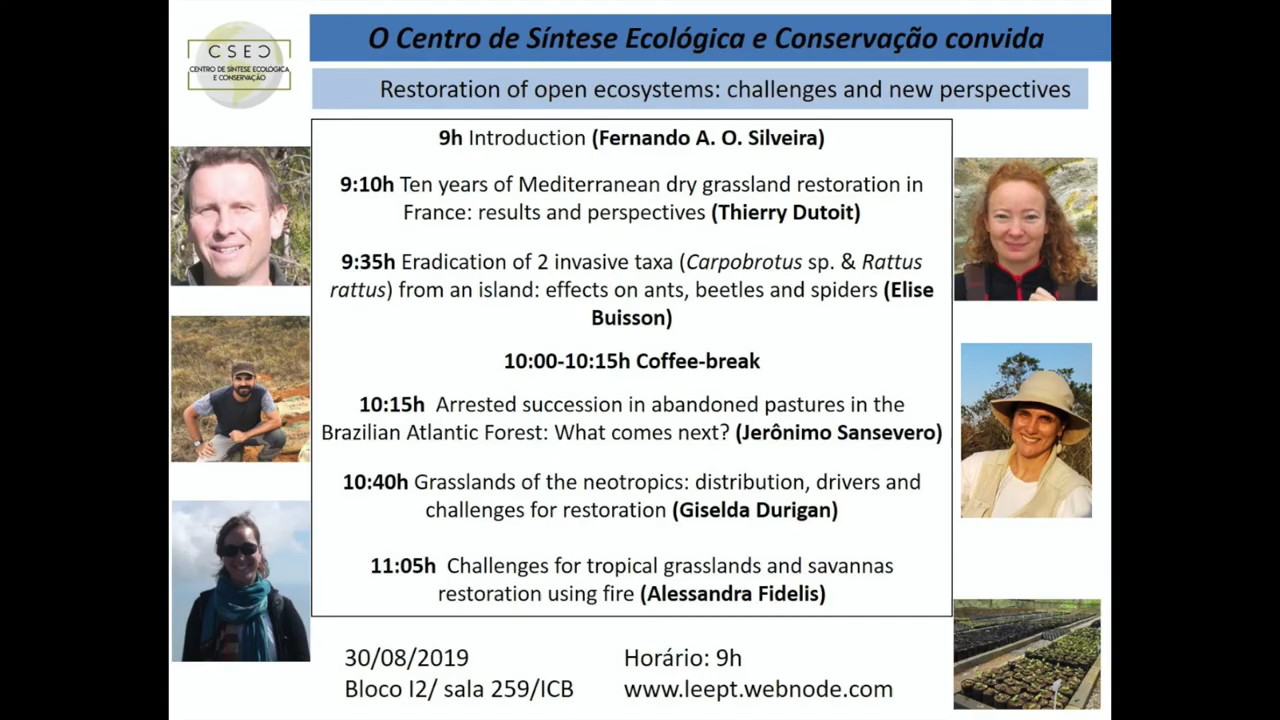 CSEC
CENTRO DE SÍNTESE ECOLÓGICA
E CONSERVAÇÃO
O Centro de Síntese Ecológica e Conservação convida
Restoration of open ecosystems: challenges and new perspectives
9h Introduction (Fernando A. O. Silveira)
9:10h Ten years of Mediterranean dry grassland restoration in
France: results and perspectives (Thierry Dutoit)
9:35h Eradication of 2 invasive taxa (Carpobrotus sp. & Rattus
rattus) from an island: effects on ants, beetles and spiders (Elise
Buisson)
10:00-10:15h Coffee-break
10:15h Arrested succession in abandoned pastures in the
Brazilian Atlantic Forest: What comes next? (Jerônimo Sansevero)
10:40h Grasslands of the neotropics: distribution, drivers and
challenges for restoration (Giselda Durigan)
11:05h Challenges for tropical grasslands and savannas
restoration using fire (Alessandra Fidelis)
30/08/2019
Horário: 9h
Bloco I2/ sala 259/ICB
www.leept.webnode.com